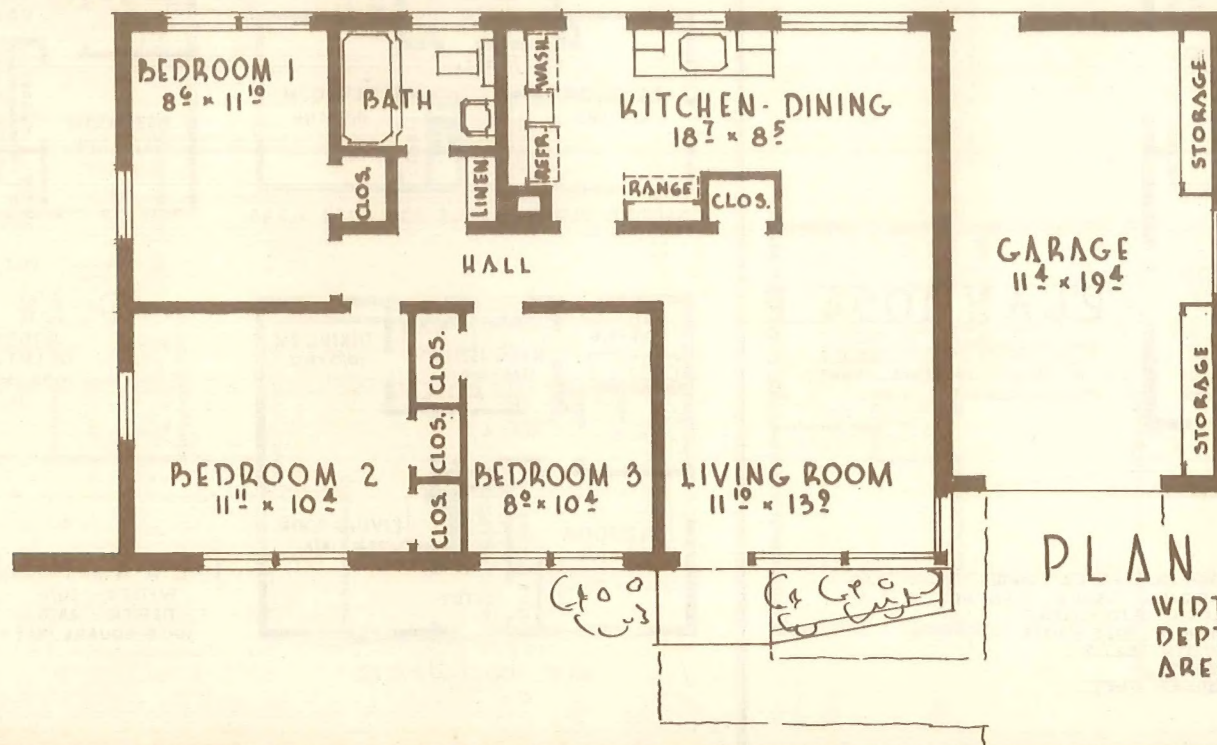 BEDROOM 1
8⁶ x 11¹⁰
BATH
WASH.
REFR.
KITCHEN-DINING
18⁷ x 8⁵
STORAGE
CLOS.
LINEN
RANGE
CLOS.
HALL
GARAGE
11⁴ x 19⁴
CLOS.
STORAGE
CLOS.
BEDROOM 2
11¹¹ x 10⁴
CLOS.
BEDROOM 3
8⁰ x 10⁴
LIVING ROOM
11¹⁰ x 13⁹
PLAN
WIDT
DEPT
ARE